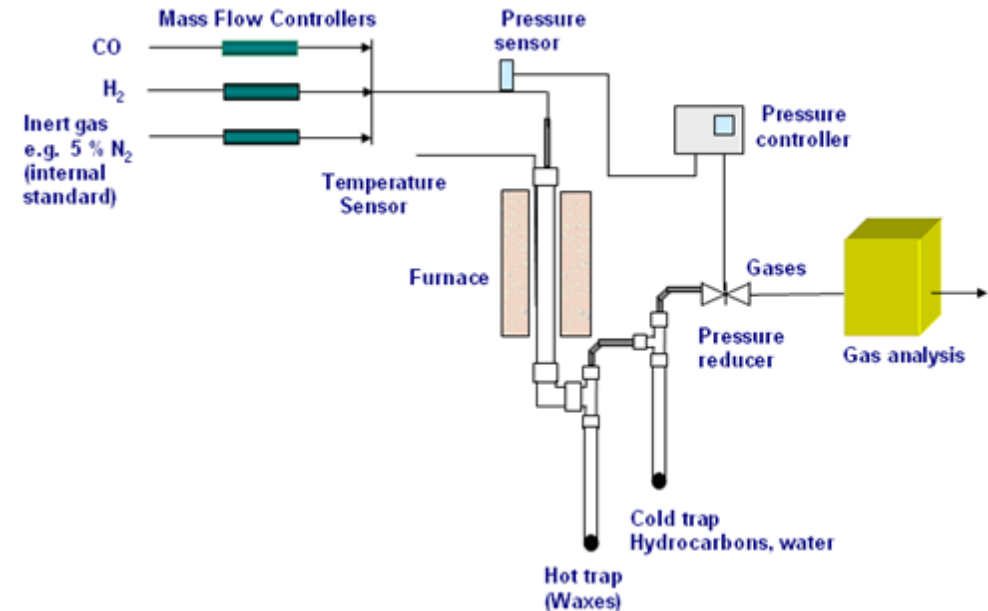 Mass Flow Controllers
CO
H₂
Inert gas
e.g. 5 % N₂
(internal
standard)
Pressure
sensor
Pressure
controller
Temperature
Sensor
Furnace
Gases
Pressure
reducer
Gas analysis
Cold trap
Hydrocarbons, water
Hot trap
(Waxes)